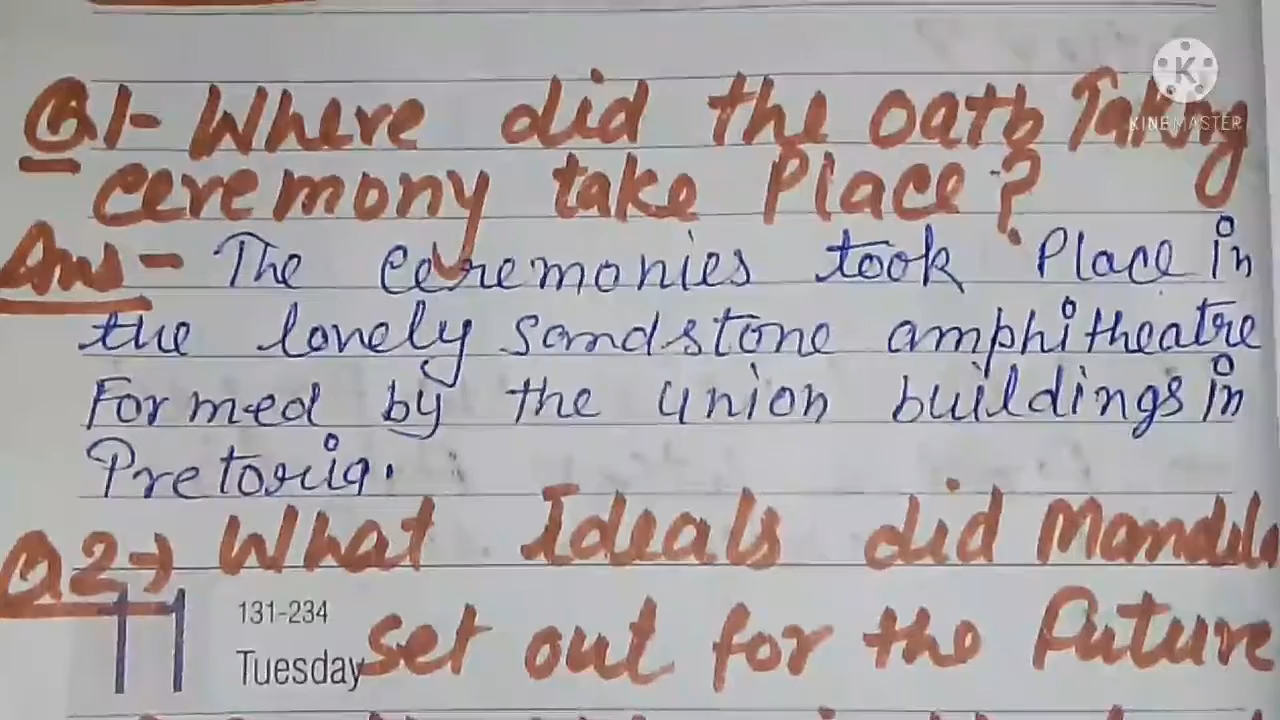 KINEMASTER
Q1- Where did the oath Taking
ceremony take Place?
Ans- The ceremonies took Place in
the lovely sandstone amphitheatre
Formed by the union buildings in
Pretoria.
Q2→ What Ideals did Mandela
11 131-234
Tuesday set out for the Future